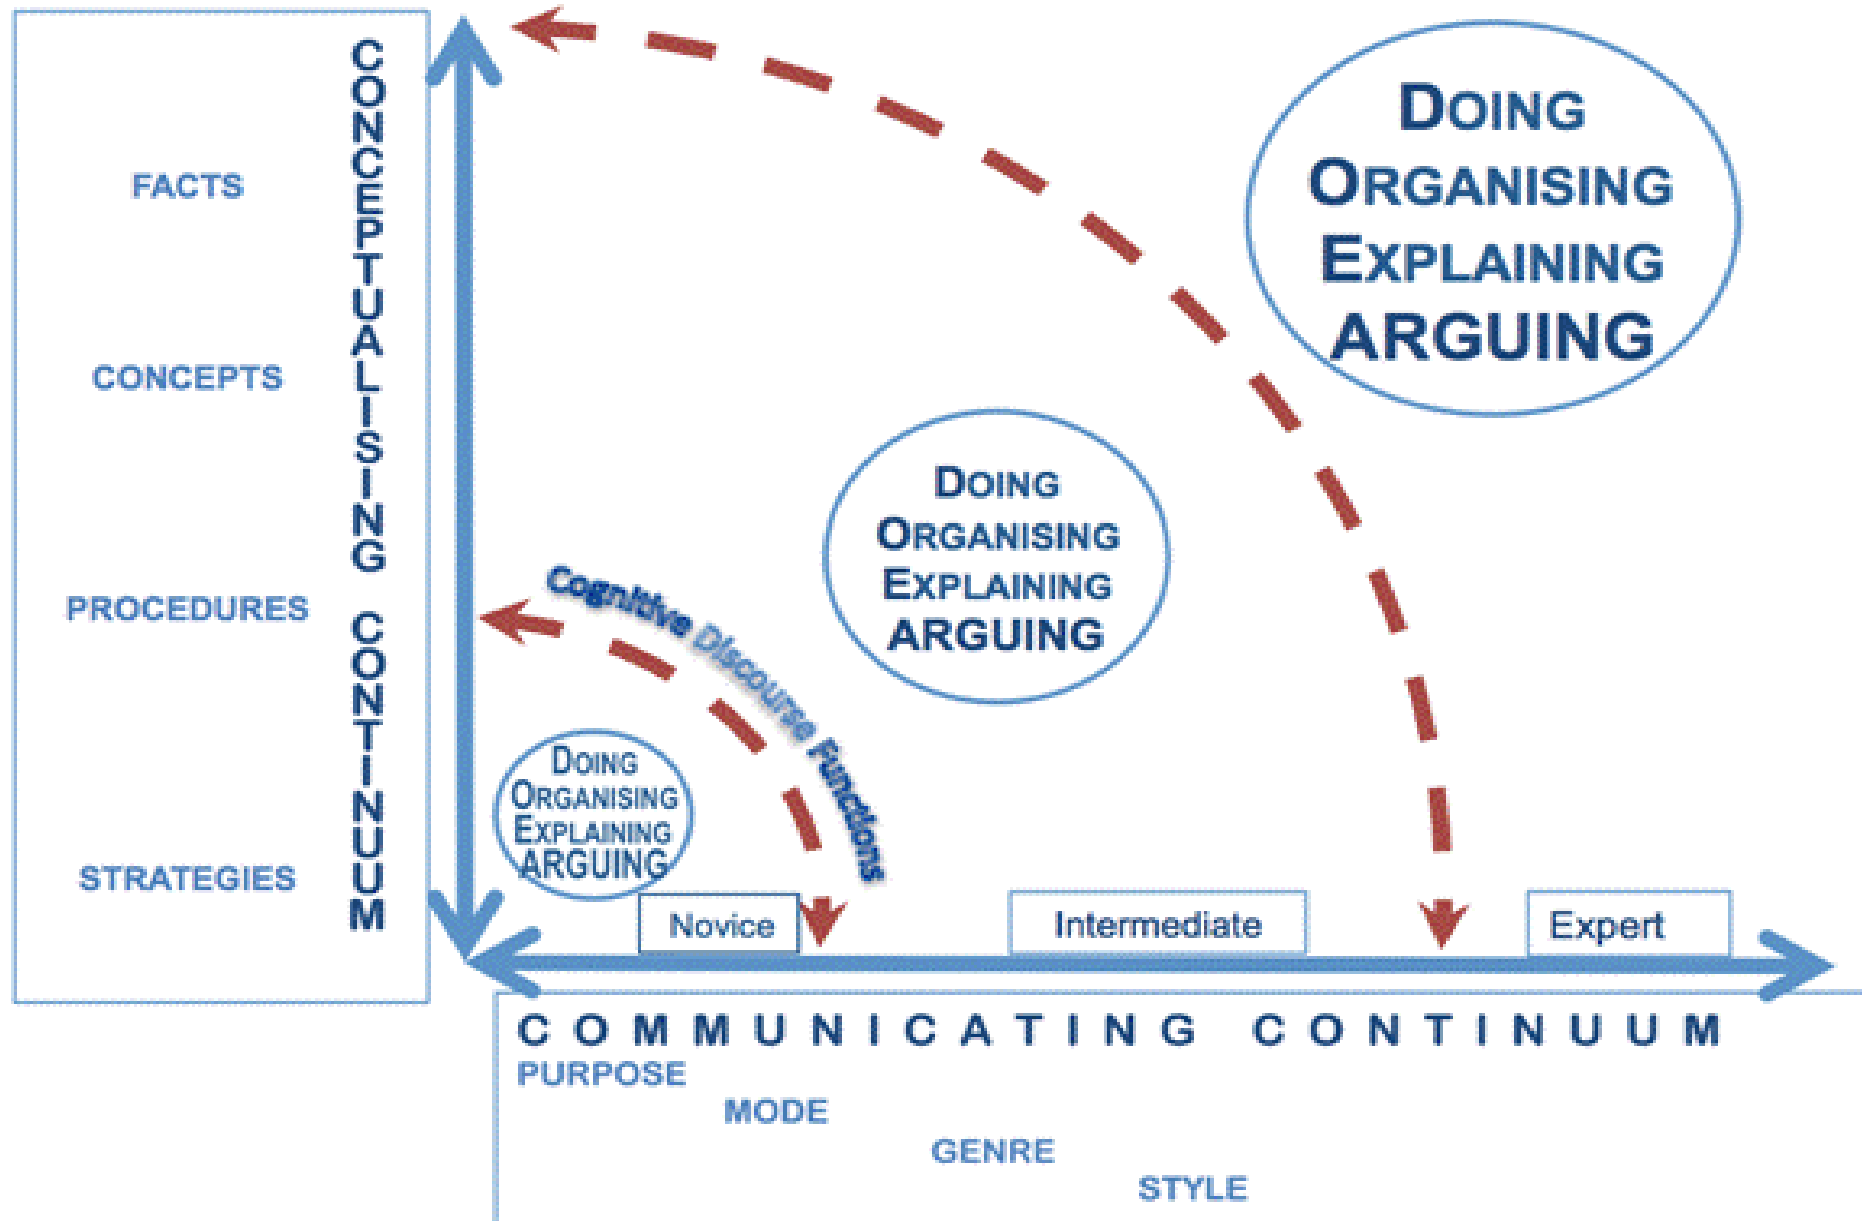 CONCEPTUALISING CONTINUUM
FACTS
CONCEPTS
PROCEDURES
STRATEGIES
DOING
ORGANISING
EXPLAINING
ARGUING
DOING
ORGANISING
EXPLAINING
ARGUING
Cognitive Discourse Functions
DOING
ORGANISING
EXPLAINING
ARGUING
Novice
Intermediate
Expert
COMMUNICATING CONTINUUM
PURPOSE
MODE
GENRE
STYLE